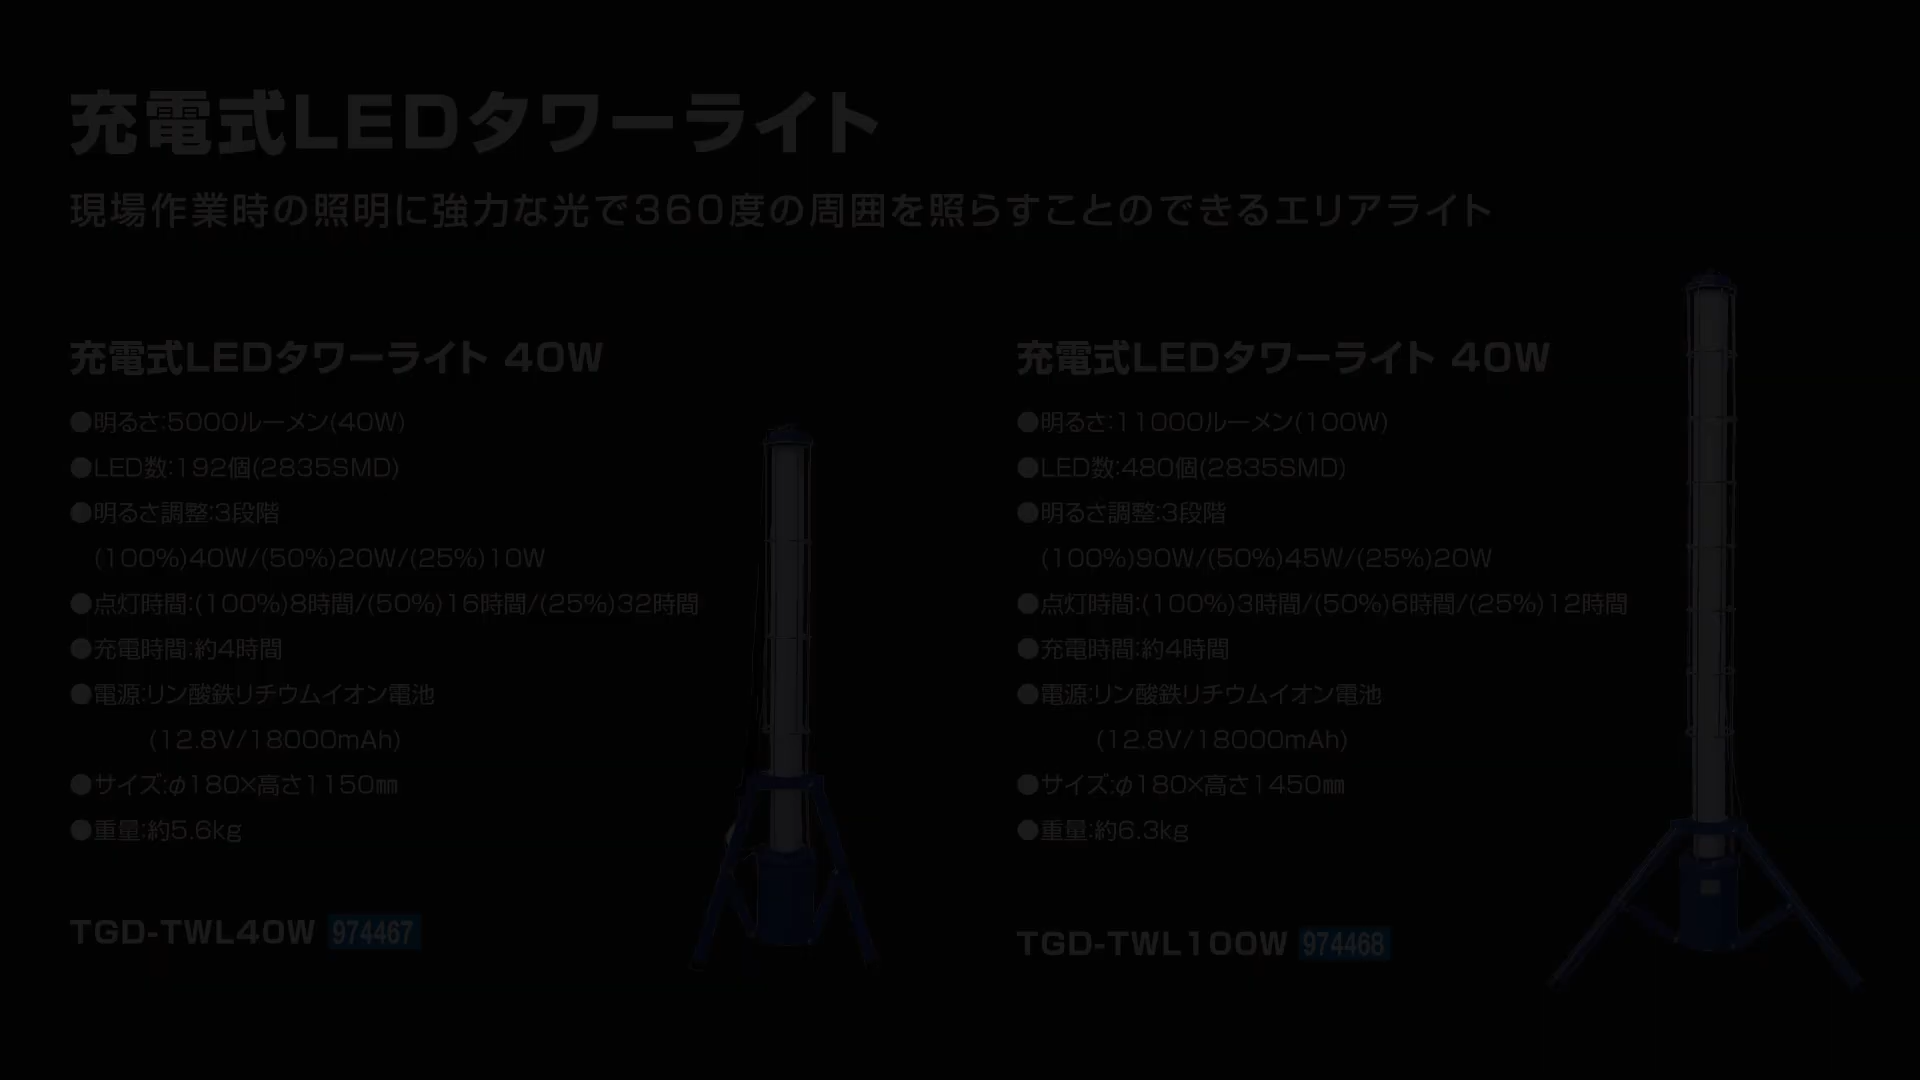 充電式LEDタワーライト
現場作業時の照明に強力な光で360度の周囲を照らすことのできるエリアライト
充電式LEDタワーライト 40W
●明るさ:5000ルーメン(40W)
●LED数:192個(2835SMD)
●明るさ調整:3段階
(100%)40W/(50%)20W/(25%)10W
●点灯時間:(100%)8時間/(50%)16時間/(25%)32時間
●充電時間:約4時間
●電源:リン酸鉄リチウムイオン電池
(12.8V/18000mAh)
●サイズ:φ180×高さ1150㎜
●重量:約5.6kg
TGD-TWL40W 974467
充電式LEDタワーライト 40W
●明るさ:11000ルーメン(100W)
●LED数:480個(2835SMD)
●明るさ調整:3段階
(100%)90W/(50%)45W/(25%)20W
●点灯時間:(100%)3時間/(50%)6時間/(25%)12時間
●充電時間:約4時間
●電源:リン酸鉄リチウムイオン電池
(12.8V/18000mAh)
●サイズ:φ180×高さ1450㎜
●重量:約6.3kg
TGD-TWL100W 974468